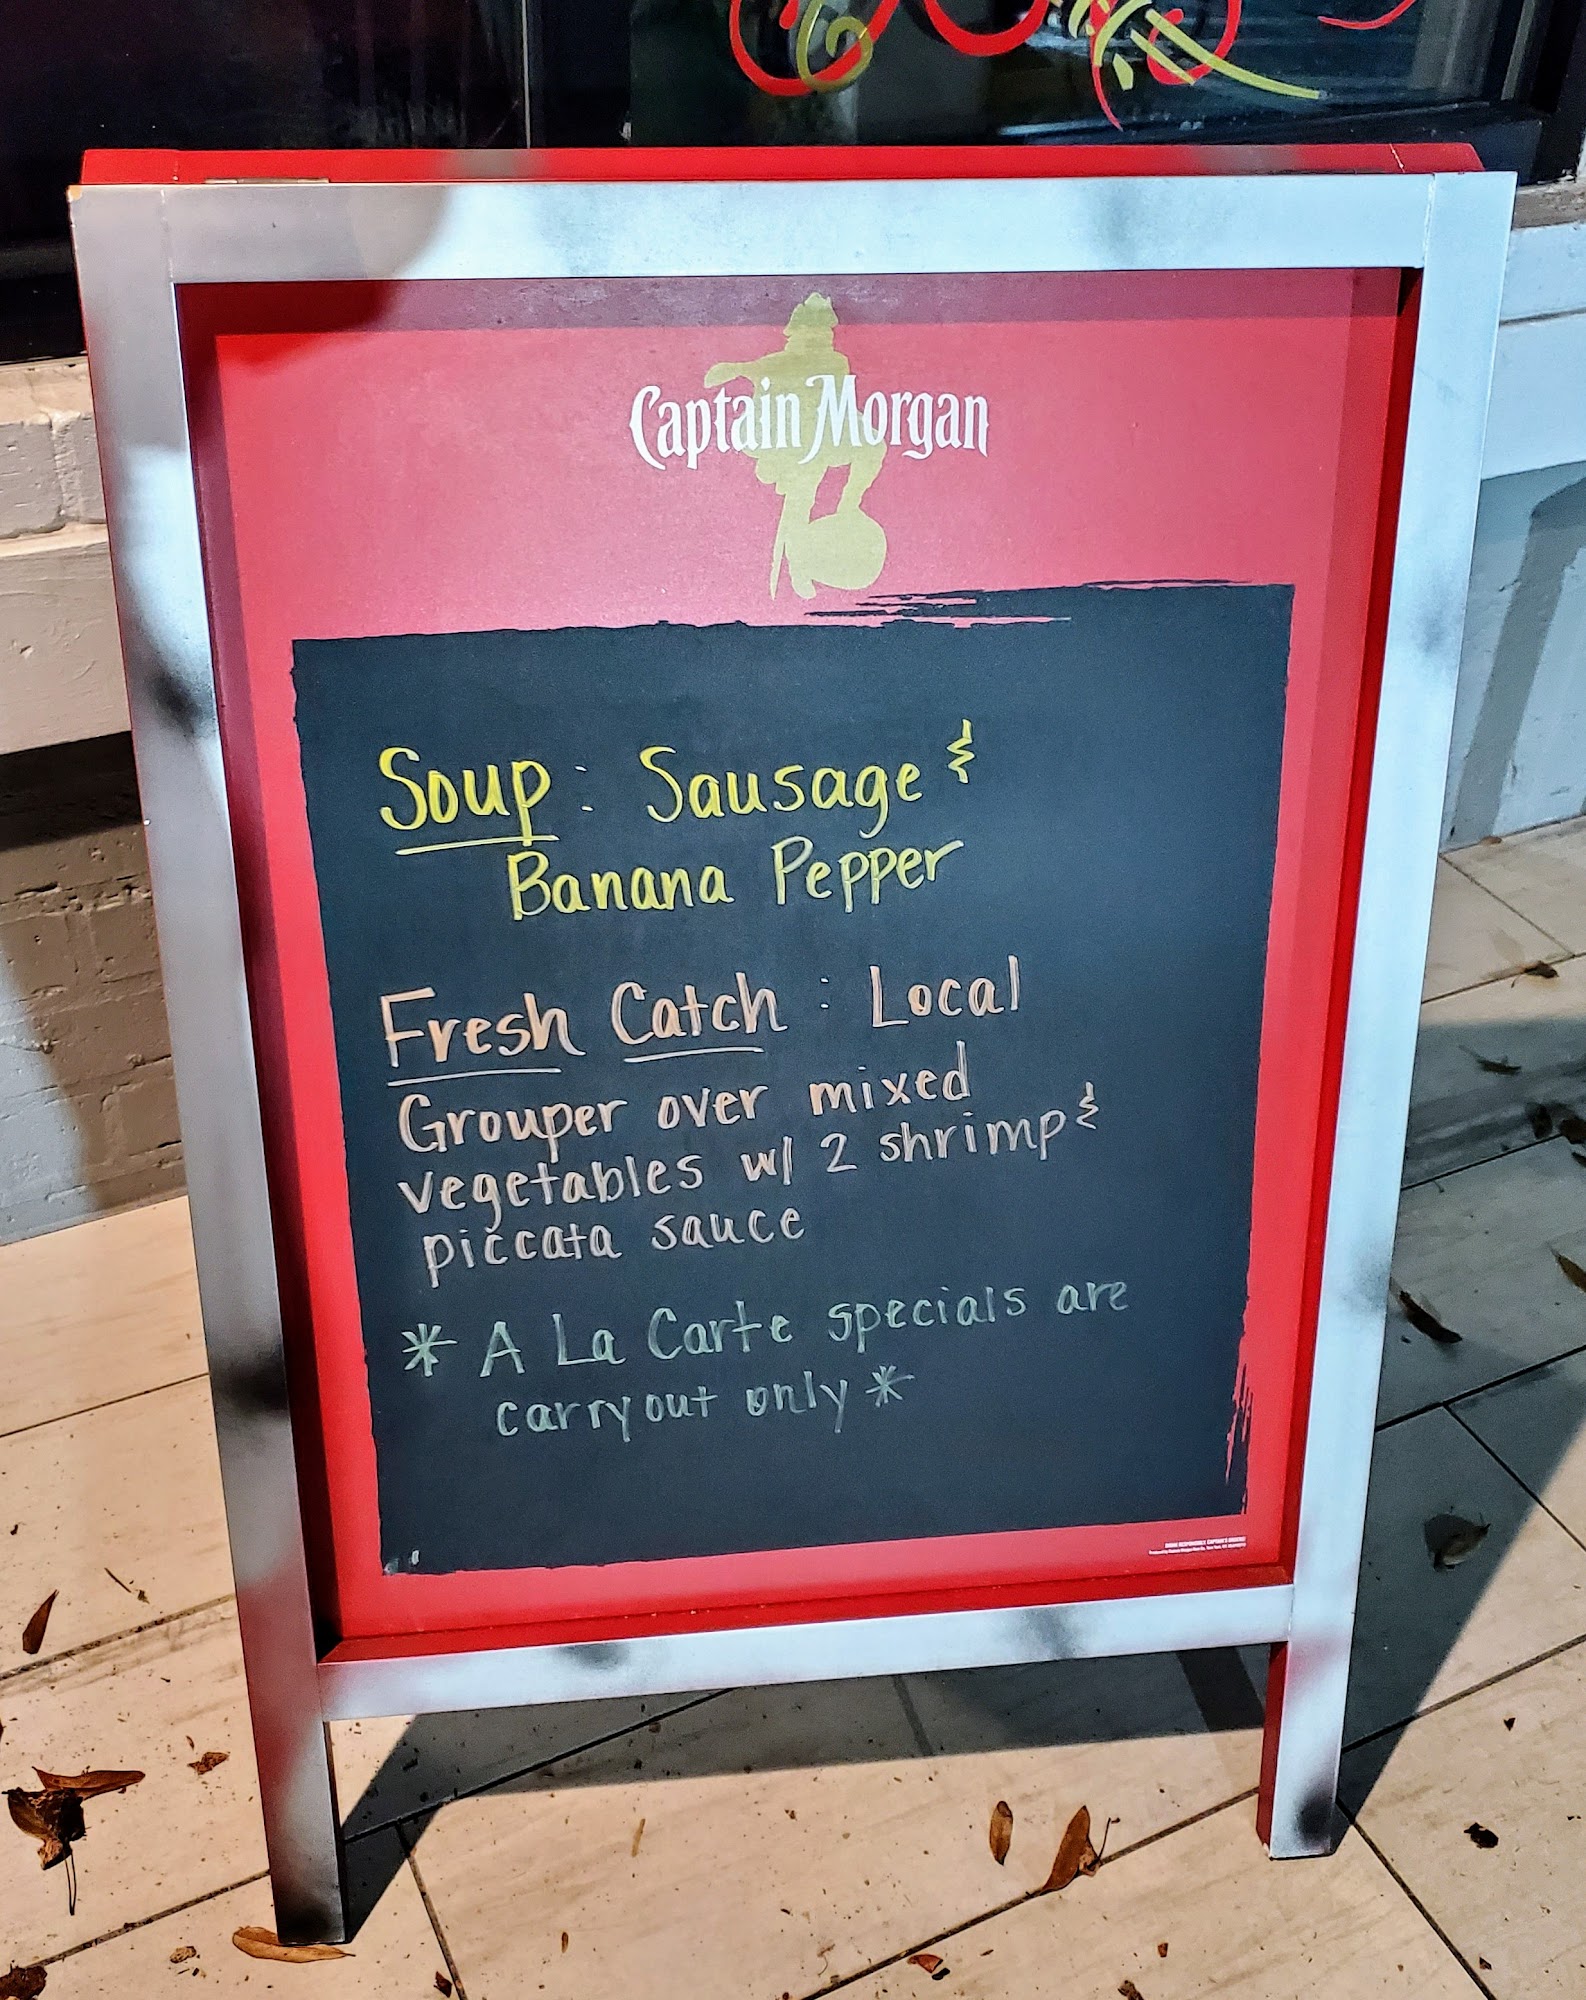 Captain Morgan
Soup: Sausage &
Banana Pepper
Fresh Catch: Local
Grouper over mixed
vegetables w/ 2 shrimp &
piccata sauce
* A La Carte specials are
carryout only *